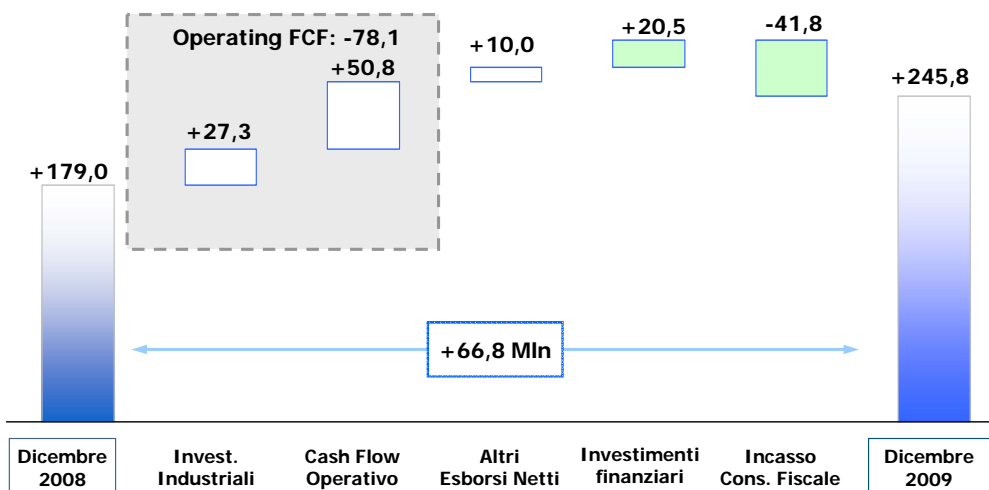 Operating FCF: -78,1
+50,8
+27,3
+179,0
+10,0
+20,5
-41,8
+245,8
+66,8 Mln
Dicembre
2008
Invest.
Industriali
Cash Flow
Operativo
Altri
Esborsi Netti
Investimenti
finanziari
Incasso
Cons. Fiscale
Dicembre
2009